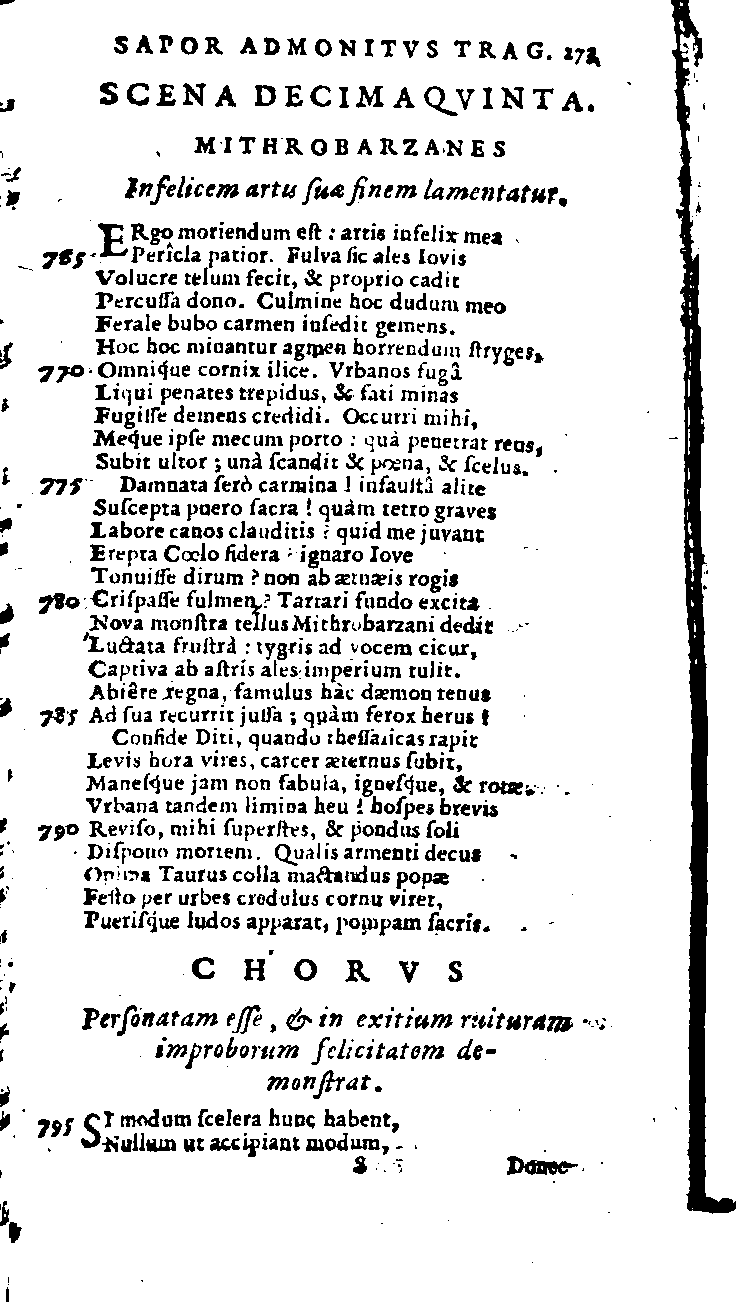 SAPOR ADMONITVS TRAG. 273
SCENA DECIMAQVINTA.
MITHROBARZANES
Infelicem artis ſuæ finem lamentatur.
ERgo moriendum eſt : artis infelix mea
765 Perîcla patior. Fulva ſic ales Iovis
Volucre telum fecit, & proprio cadit
Percuſſa dono. Culmine hoc dudum meo
Ferale bubo carmen inſedit gemens.
Hoc hoc minantur agmen horrendum ſtryges,
770 Omnique cornix ilice. Vrbanos fugâ
Liqui penates trepidus, & fati minas
Fugiſſe demens credidi. Occurri mihi,
Meque ipſe mecum porto : quà penetrat reus,
Subit ultor ; unà ſcandit & pœna, & ſcelus.
775 Damnata ſerò carmina ! infauſtâ alite
Suſcepta puero ſacra ! quàm tetro graves
Labore canos clauditis ? quid me juvant
Erepta Cœlo ſidera ? ignaro Iove
Tonuiſſe dirum ? non ab ætnæis rogis
780 Criſpaſſe fulmen ? Tartari fundo excita
Nova monſtra tellus Mithrobarzani dedit
Luctata fruſtrà : tygris ad vocem cicur,
Captiva ab aſtris ales imperium tulit.
Abiêre regna, famulus hàc dæmon tenus
785 Ad ſua recurrit juſſa ; quàm ferox herus !
Confide Diti, quando theſſalicas rapit
Levis hora vires, carcer æternus ſubit,
Maneſque jam non fabula, igneſque, & rotæ.
Vrbana tandem limina heu ! hoſpes brevis
790 Reviſo, mihi ſuperſtes, & pondus ſoli
Diſpono mortem. Qualis armenti decus
Opima Taurus colla mactandus popæ
Feſto per urbes credulus cornu viret,
Pueriſque ludos apparat, pompam ſacris.
CHORVS
Perſonatam eſſe, & in exitium ruituram
improborum felicitatem de-
monſtrat.
795 SI modum ſcelera hunc habent,
Nullum ut accipiant modum,
S Donec